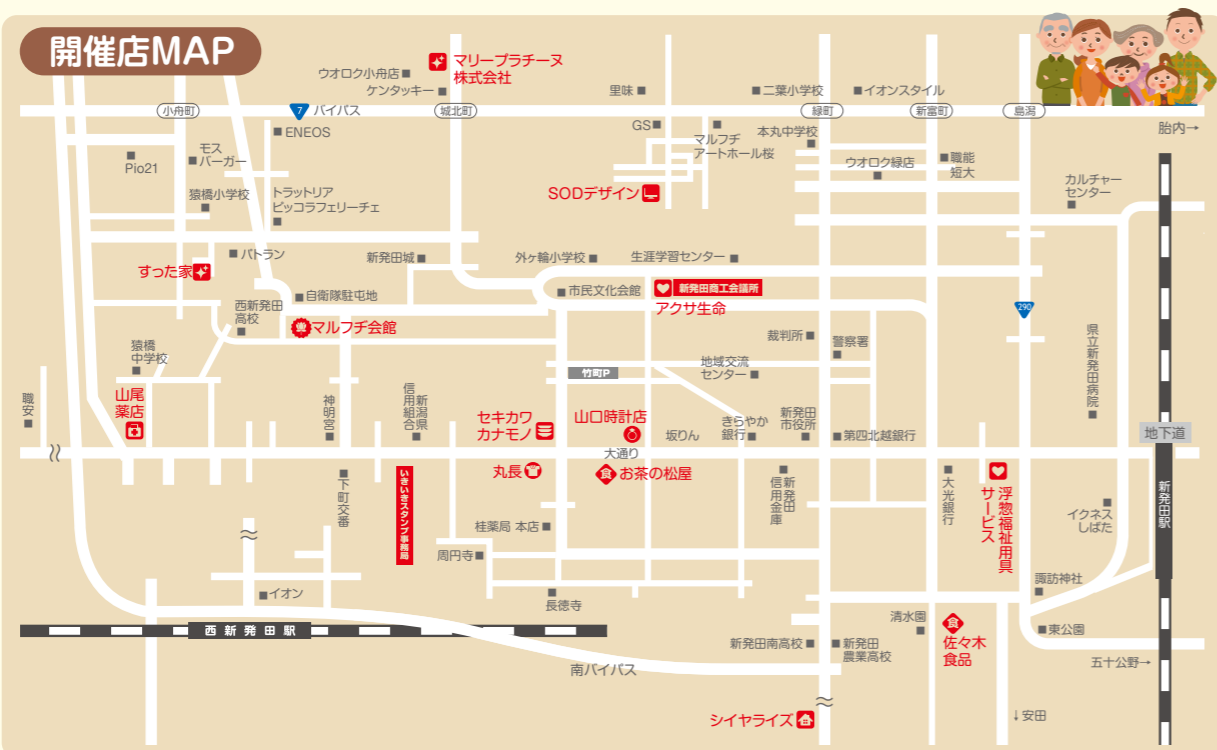 開催店MAP
ウオロク小舟店
マリープラチーヌ
株式会社
ケンタッキー
里味
二葉小学校
イオンスタイル
小舟町
7
バイパス
城北町
緑町
新富町
島潟
胎内→
ENEOS
GS
マルフヂ
アートホール桜
本丸中学校
Pio21
モス
バーガー
ウオロク緑店
職能
短大
カルチャー
センター
猿橋小学校
トラットリア
ピッコラフェリーチェ
SODデザイン
パトラン
新発田城
外ヶ輪小学校
生涯学習センター
すった家
自衛隊駐屯地
市民文化会館
新発田商工会議所
アクサ生命
西新発田
高校
マルフヂ会館
290
裁判所
警察署
県立新発田病院
猿橋
中学校
地域交流
センター
竹町P
職安
山尾
薬店
神明宮
新潟県
信用組合
セキカワ
カナモノ
山口時計店
坂りん
きらやか
銀行
新発田
市役所
第四北越銀行
地下道
大通り
丸長
食
お茶の松屋
下町交番
いきいきスタンプ事務局
新発田
信用金庫
大光銀行
浮惣福祉用具
サービス
新発田駅
イクネス
しばた
桂薬局 本店
周円寺
イオン
長徳寺
諏訪神社
西新発田駅
清水園
食
佐々木
食品
東公園
新発田南高校
新発田
農業高校
五十公野→
南バイパス
シイヤライズ
↓安田